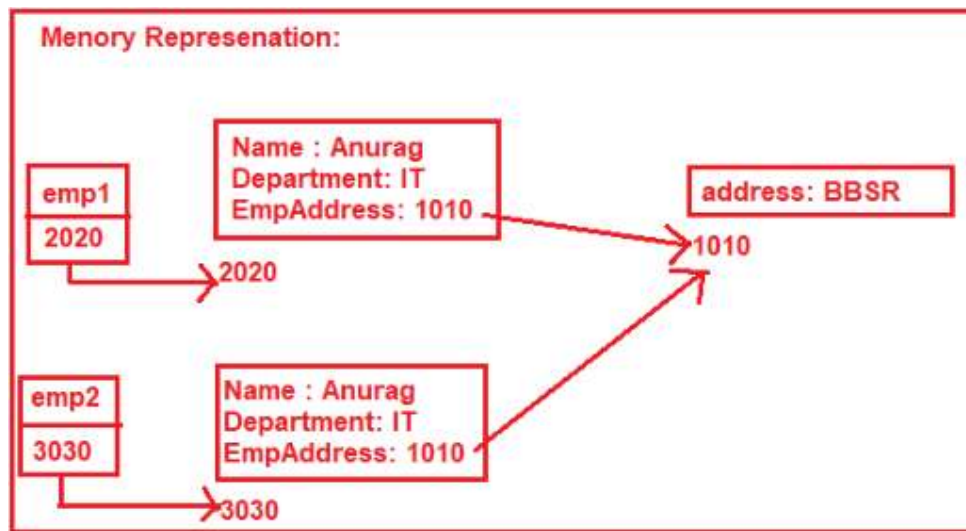 Menory Represenation:
emp1
2020
Name : Anurag
Department: IT
EmpAddress: 1010
2020
address: BBSR
1010
emp2
3030
Name : Anurag
Department: IT
EmpAddress: 1010
3030